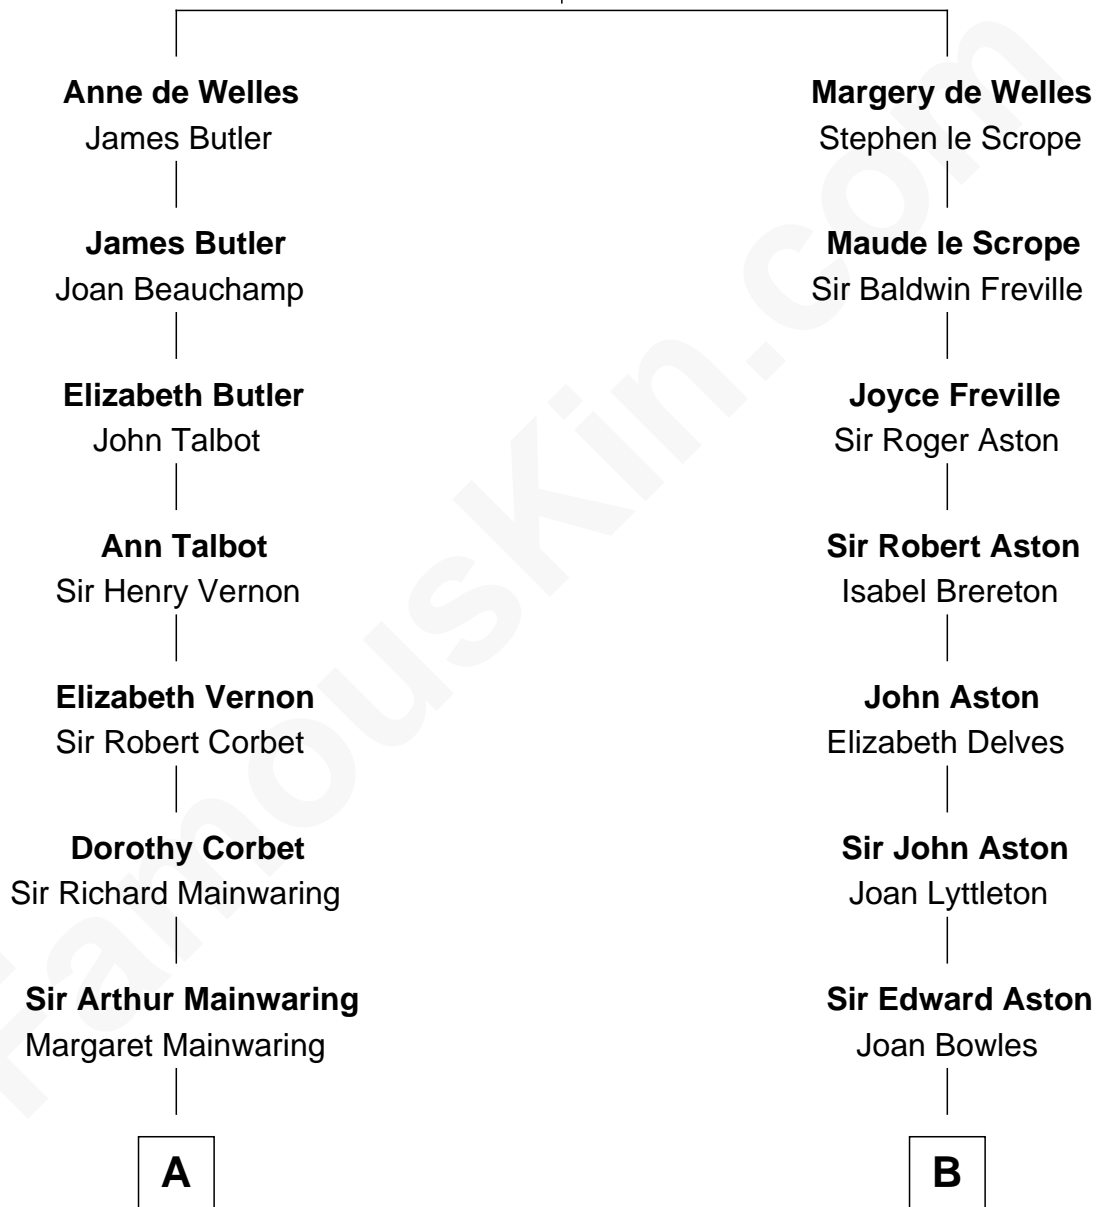 Anne de Welles
James Butler
James Butler
Joan Beauchamp
Elizabeth Butler
John Talbot
Ann Talbot
Sir Henry Vernon
Elizabeth Vernon
Sir Robert Corbet
Dorothy Corbet
Sir Richard Mainwaring
Sir Arthur Mainwaring
Margaret Mainwaring
A
Margery de Welles
Stephen le Scrope
Maude le Scrope
Sir Baldwin Freville
Joyce Freville
Sir Roger Aston
Sir Robert Aston
Isabel Brereton
John Aston
Elizabeth Delves
Sir John Aston
Joan Lyttleton
Sir Edward Aston
Joan Bowles
B
FamousKin.com